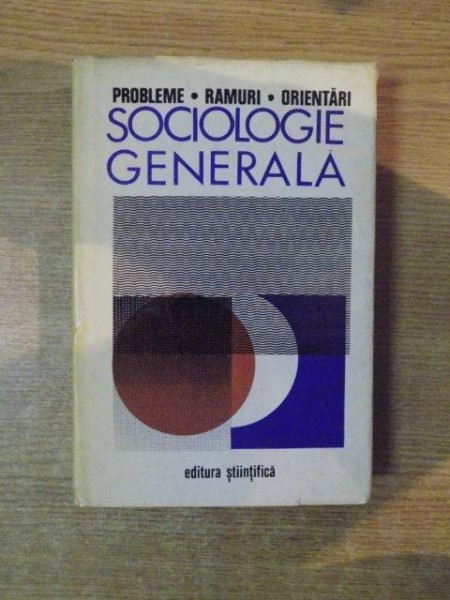 PROBLEME • RAMURI • ORIENTĂRI
SOCIOLOGIE
GENERALĂ
editura științifică